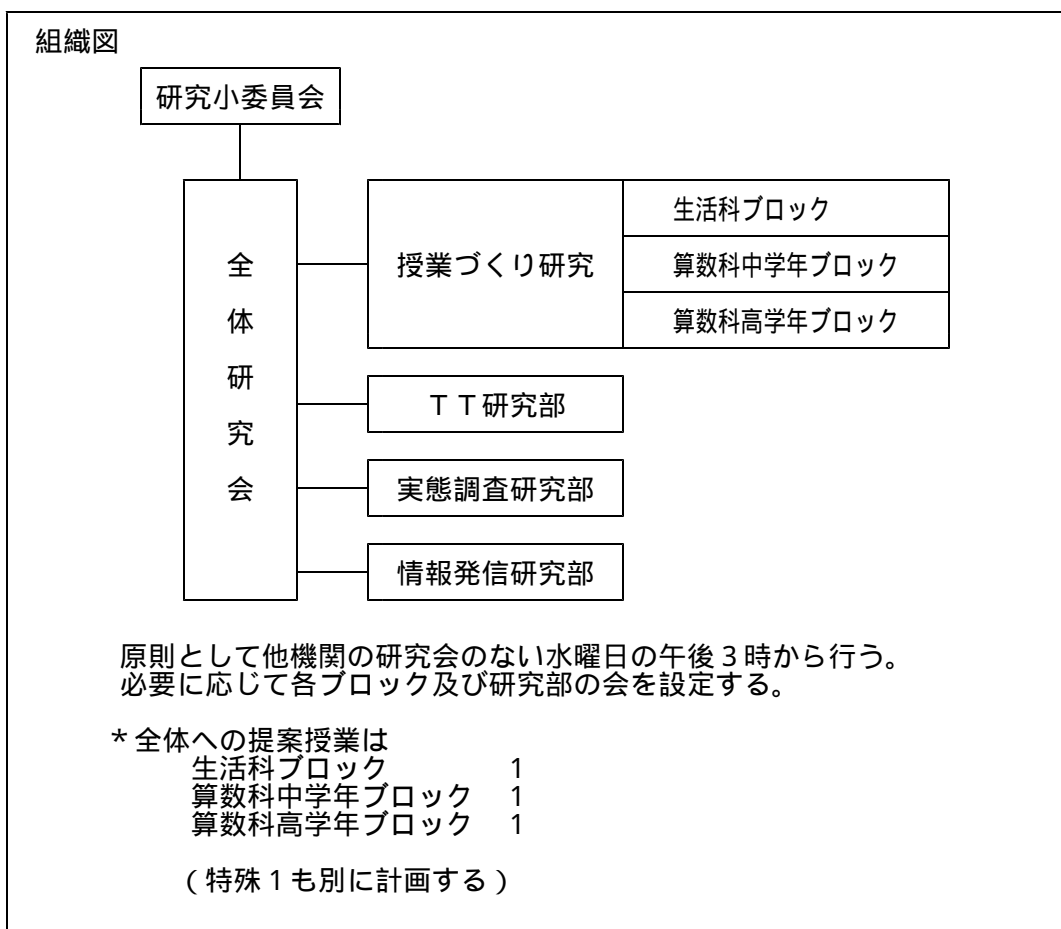 組織図
研究小委員会
全体研究会
授業づくり研究
生活科ブロック
算数科中学年ブロック
算数科高学年ブロック
ＴＴ研究部
実態調査研究部
情報発信研究部
原則として他機関の研究会のない水曜日の午後３時から行う。
必要に応じて各ブロック及び研究部の会を設定する。
＊全体への提案授業は
生活科ブロック　　　　1
算数科中学年ブロック　1
算数科高学年ブロック　1
（特殊１も別に計画する）